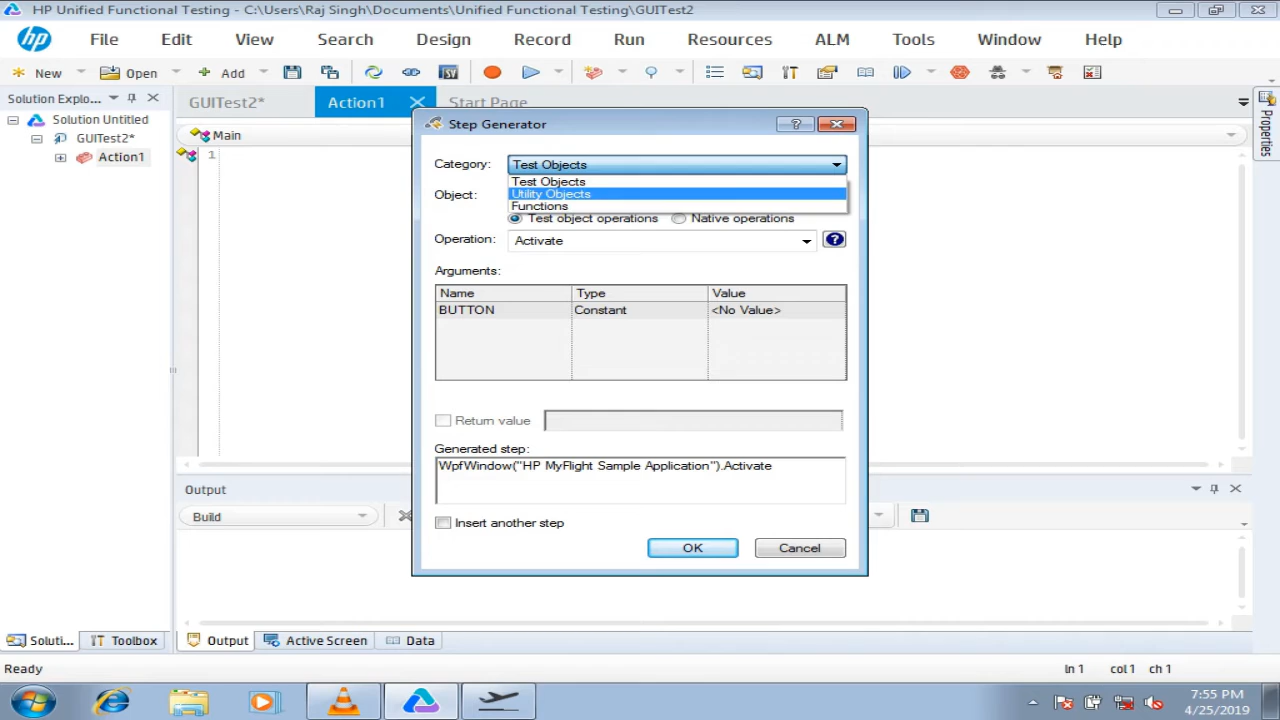 HP Unified Functional Testing - C:\Users\Raj Singh\Documents\Unified Functional Testing\GUITest2
hp File Edit View Search Design Record Run Resources ALM Tools Window Help
New Open Add
Solution Explo... GUITest2* Action1 Start Page
Solution Untitled
GUITest2*
Action1
Main
1
Step Generator
Category: Test Objects
Test Objects
Utility Objects
Functions
Object:
Test object operations Native operations
Operation: Activate
Arguments:
Name Type Value
BUTTON Constant <No Value>
Return value
Generated step:
WpfWindow("HP MyFlight Sample Application").Activate
Insert another step
OK Cancel
Properties
Output
Build
Soluti... Toolbox Output Active Screen Data
Ready ln 1 col 1 ch 1
7:55 PM
4/25/2019